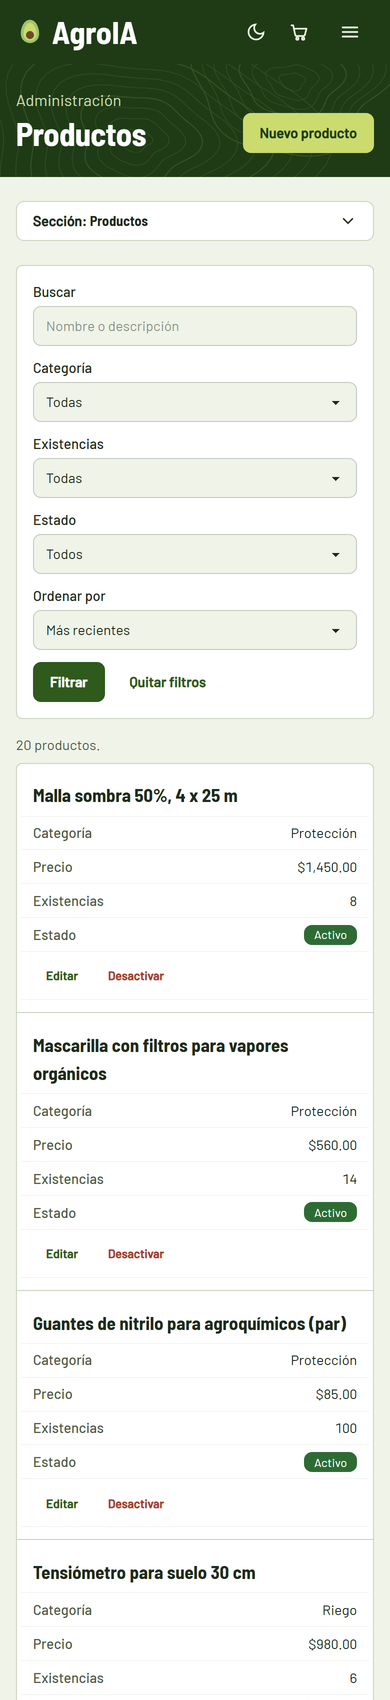 AgroIA
Administración
Productos
Nuevo producto
Sección: Productos
Buscar
Nombre o descripción
Categoría
Todas
Existencias
Todas
Estado
Todos
Ordenar por
Más recientes
Filtrar
Quitar filtros
20 productos.
Malla sombra 50%, 4 x 25 m
Categoría Protección
Precio $1,450.00
Existencias 8
Estado Activo
Editar Desactivar
Mascarilla con filtros para vapores
orgánicos
Categoría Protección
Precio $560.00
Existencias 14
Estado Activo
Editar Desactivar
Guantes de nitrilo para agroquímicos (par)
Categoría Protección
Precio $85.00
Existencias 100
Estado Activo
Editar Desactivar
Tensiómetro para suelo 30 cm
Categoría Riego
Precio $980.00
Existencias 6